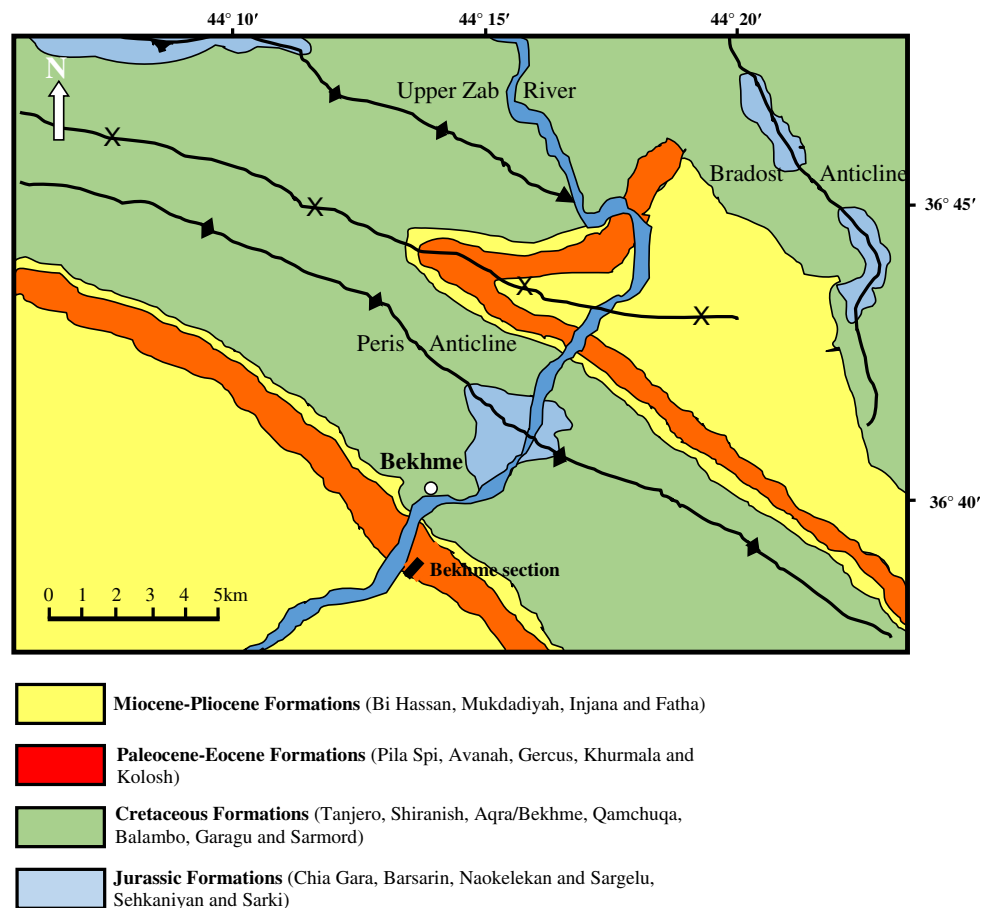 44° 10′ 44° 15′ 44° 20′
N
Upper Zab River
Bradost Anticline
36° 45′
X
X
X
X
Peris Anticline
Bekhme
36° 40′
Bekhme section
0 1 2 3 4 5km
Miocene-Pliocene Formations (Bi Hassan, Mukdadiyah, Injana and Fatha)
Paleocene-Eocene Formations (Pila Spi, Avanah, Gercus, Khurmala and
Kolosh)
Cretaceous Formations (Tanjero, Shiranish, Aqra/Bekhme, Qamchuqa,
Balambo, Garagu and Sarmord)
Jurassic Formations (Chia Gara, Barsarin, Naokelekan and Sargelu,
Sehkaniyan and Sarki)